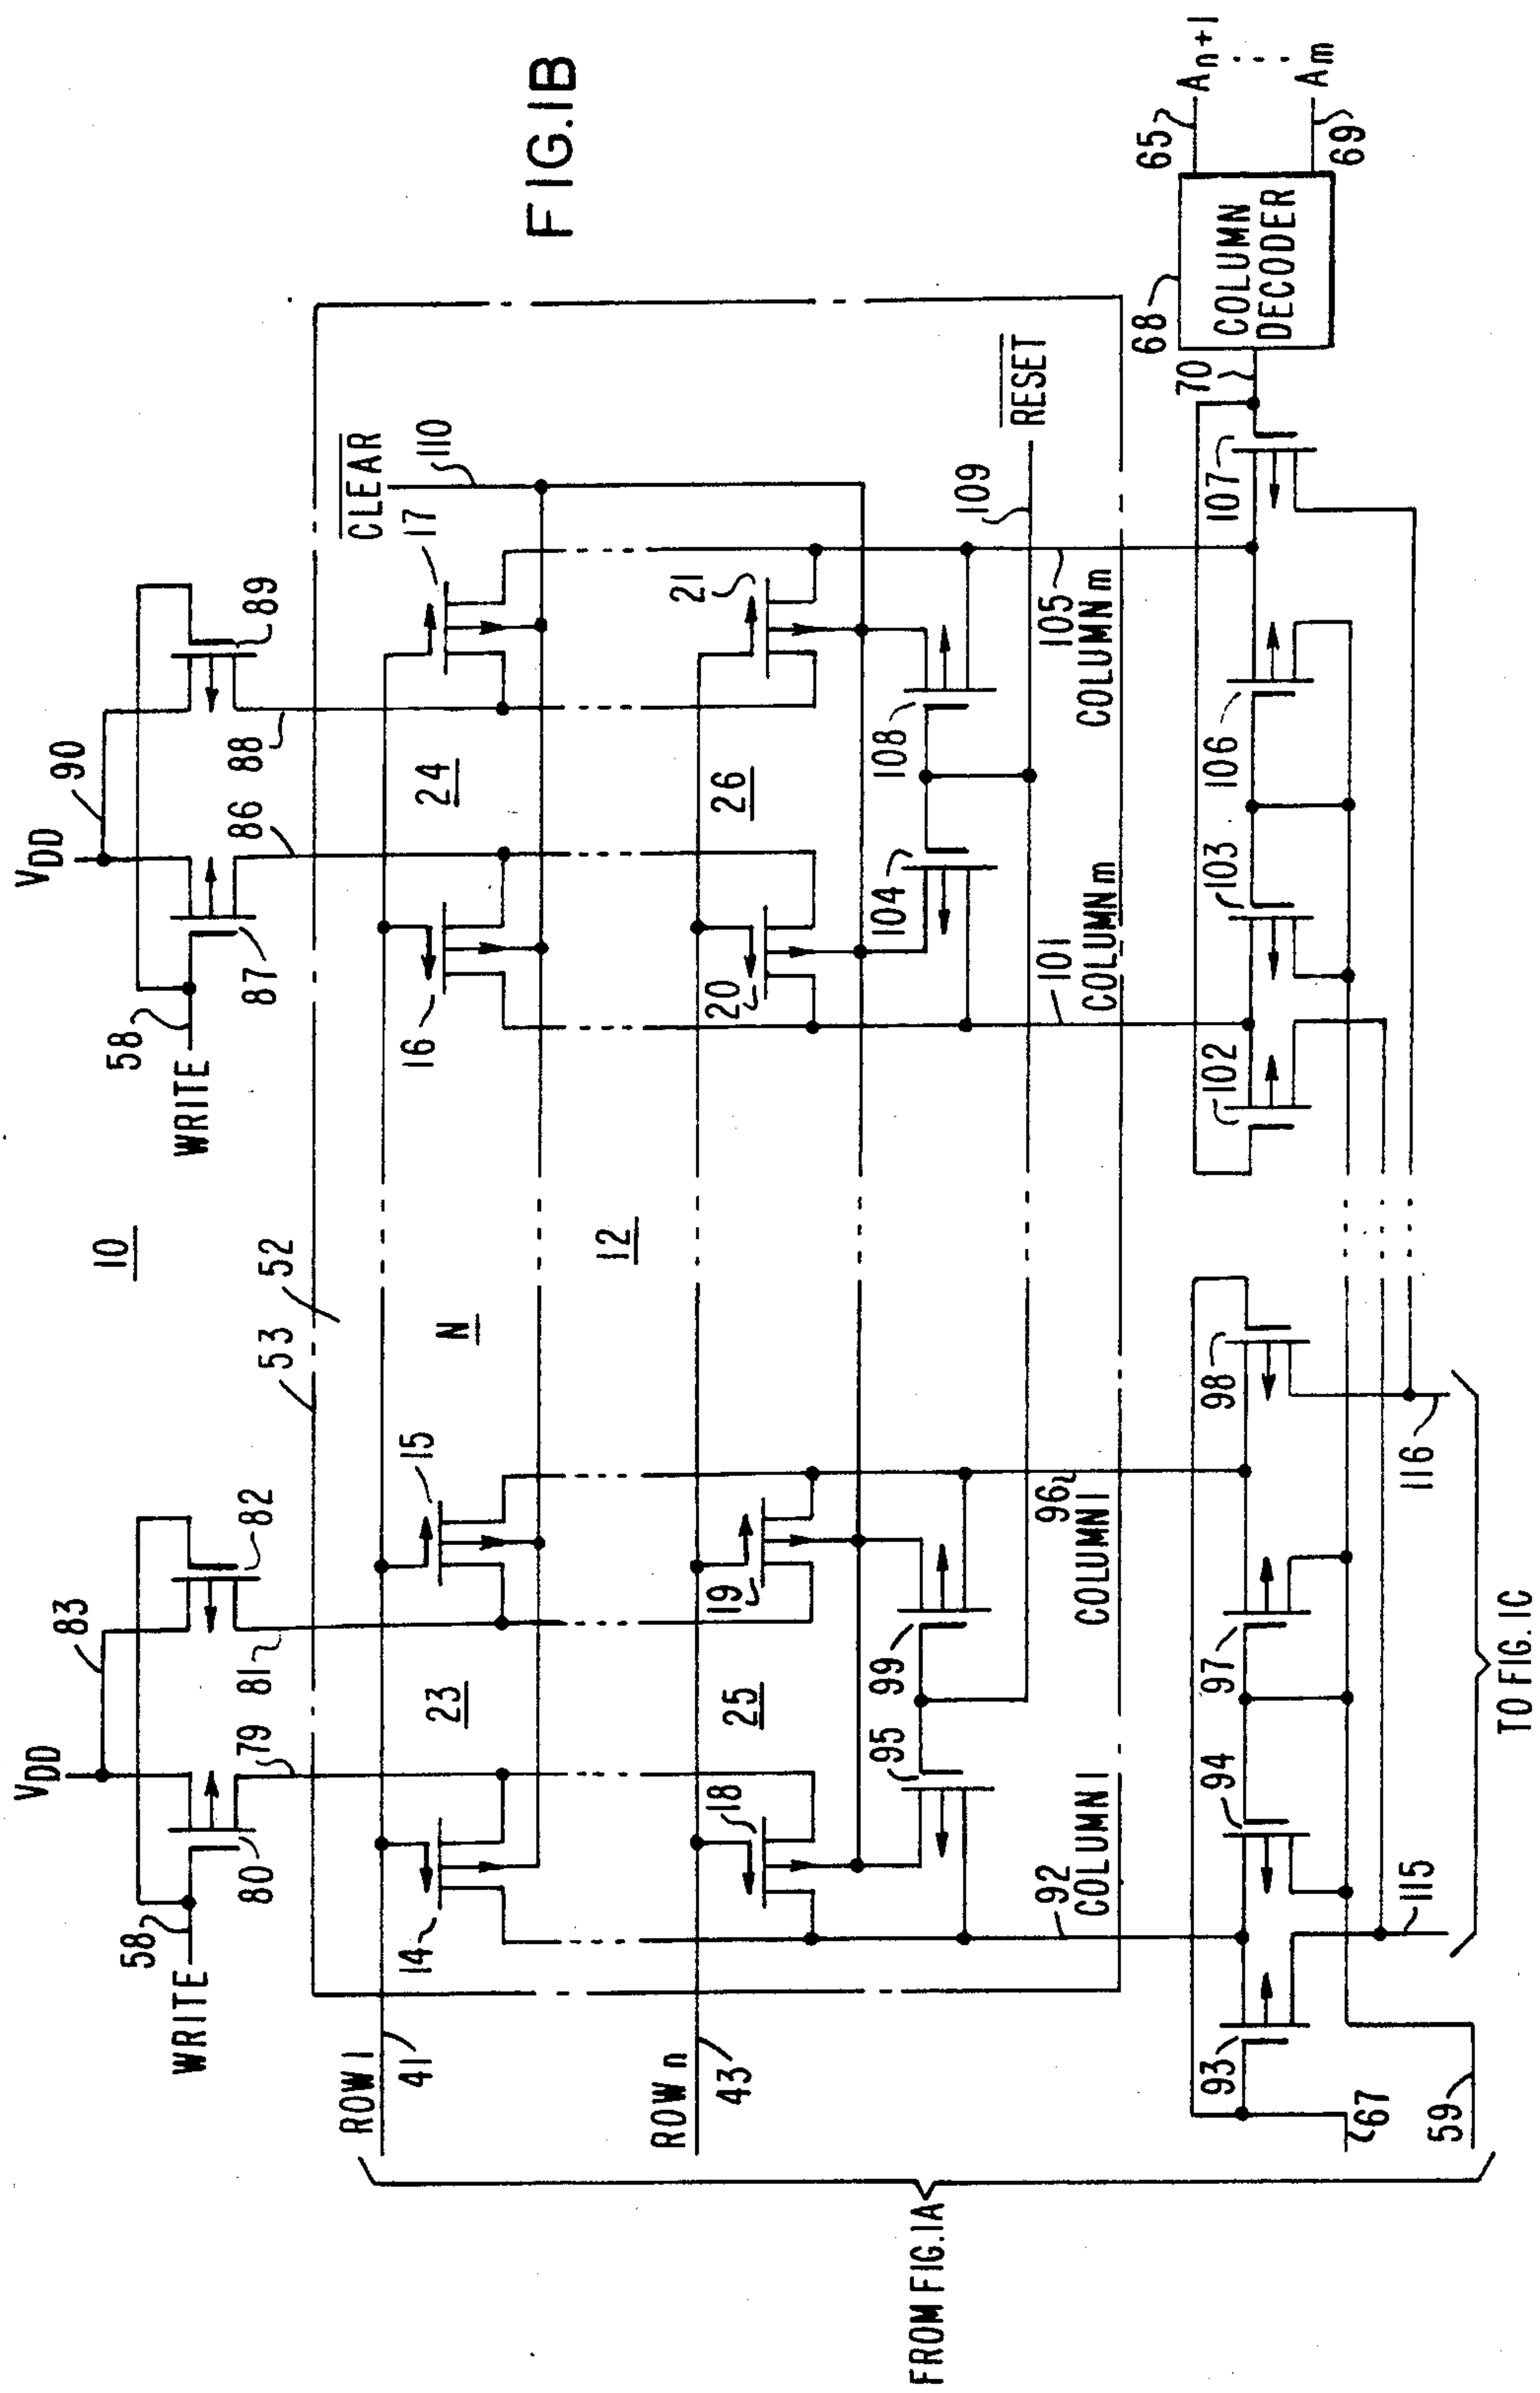 FIG.1B
10
VDD
83
VDD
90
WRITE
58
80
79
81
82
WRITE
58
87
86
88
89
53
52
ROW 1
41
14
23
15
N
16
24
17
CLEAR
110
12
ROW n
43
18
25
19
20
26
21
95
99
104
108
109
RESET
92
COLUMN 1
96
COLUMN 1
101
COLUMN m
105
COLUMN m
93
94
97
98
102
103
106
107
70
68
COLUMN
DECODER
65
An+1
Am
69
67
59
115
116
FROM FIG.1A
TO FIG. 1C